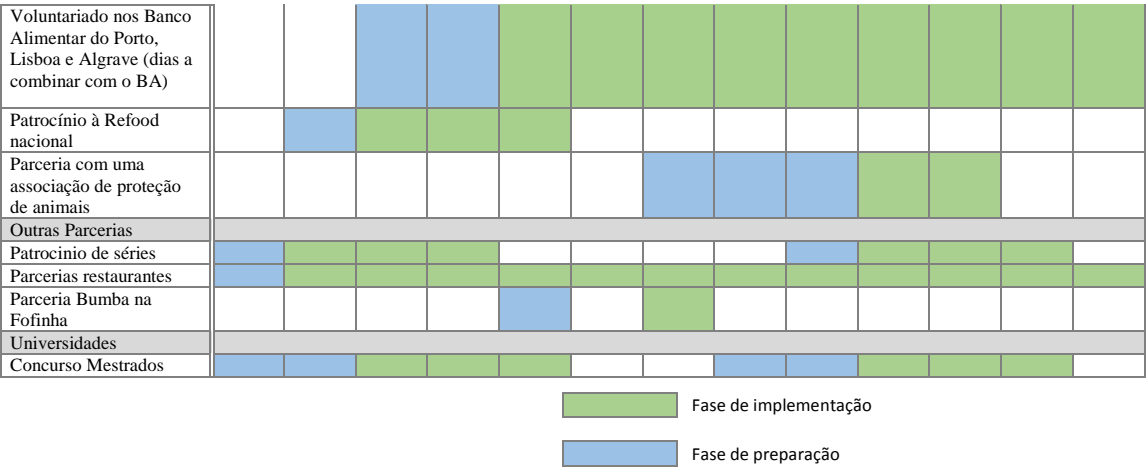 Voluntariado nos Banco
Alimentar do Porto,
Lisboa e Algrave (dias a
combinar com o BA)
Patrocínio à Refood
nacional
Parceria com uma
associação de proteção
de animais
Outras Parcerias
Patrocinio de séries
Parcerias restaurantes
Parceria Bumba na
Fofinha
Universidades
Concurso Mestrados
Fase de implementação
Fase de preparação